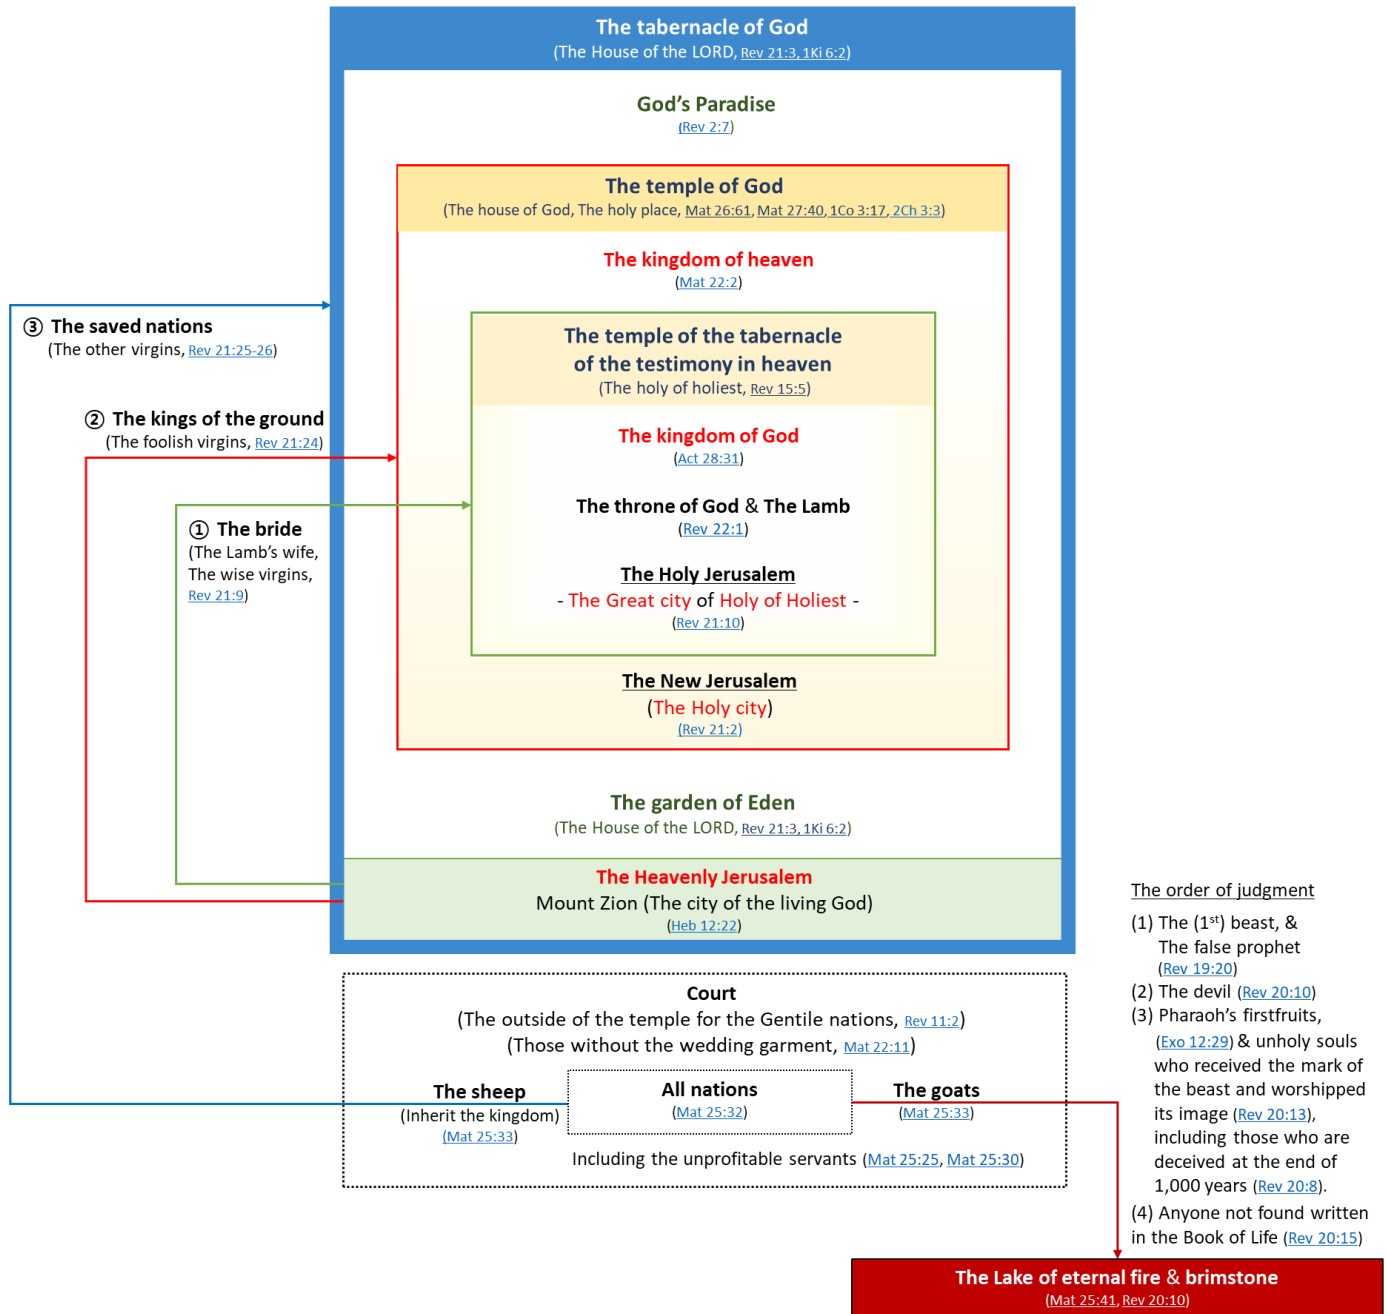 The tabernacle of God
(The House of the LORD, Rev 21:3, 1Ki 6:2)
God's Paradise
(Rev 2:7)
The temple of God
(The house of God, The holy place, Mat 26:61, Mat 27:40, 1Co 3:17, 2Ch 3:3)
The kingdom of heaven
(Mat 22:2)
The temple of the tabernacle
of the testimony in heaven
(The holy of holiest, Rev 15:5)
The kingdom of God
(Act 28:31)
The throne of God & The Lamb
(Rev 22:1)
The Holy Jerusalem
- The Great city of Holy of Holiest -
(Rev 21:10)
The New Jerusalem
(The Holy city)
(Rev 21:2)
The garden of Eden
(The House of the LORD, Rev 21:3, 1Ki 6:2)
The Heavenly Jerusalem
Mount Zion (The city of the living God)
(Heb 12:22)
③ The saved nations
(The other virgins, Rev 21:25-26)
② The kings of the ground
(The foolish virgins, Rev 21:24)
① The bride
(The Lamb's wife,
The wise virgins,
Rev 21:9)
Court
(The outside of the temple for the Gentile nations, Rev 11:2)
(Those without the wedding garment, Mat 22:11)
The sheep
(Inherit the kingdom)
(Mat 25:33)
All nations
(Mat 25:32)
The goats
(Mat 25:33)
Including the unprofitable servants (Mat 25:25, Mat 25:30)
The order of judgment
(1) The (1st) beast, &
The false prophet
(Rev 19:20)
(2) The devil (Rev 20:10)
(3) Pharaoh's firstfruits,
(Exo 12:29) & unholy souls
who received the mark of
the beast and worshipped
its image (Rev 20:13),
including those who are
deceived at the end of
1,000 years (Rev 20:8).
(4) Anyone not found written
in the Book of Life (Rev 20:15)
The Lake of eternal fire & brimstone
(Mat 25:41, Rev 20:10)